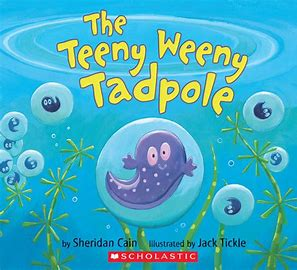 The
Teeny Weeny
Tadpole
by Sheridan Cain illustrated by Jack Tickle
SCHOLASTIC